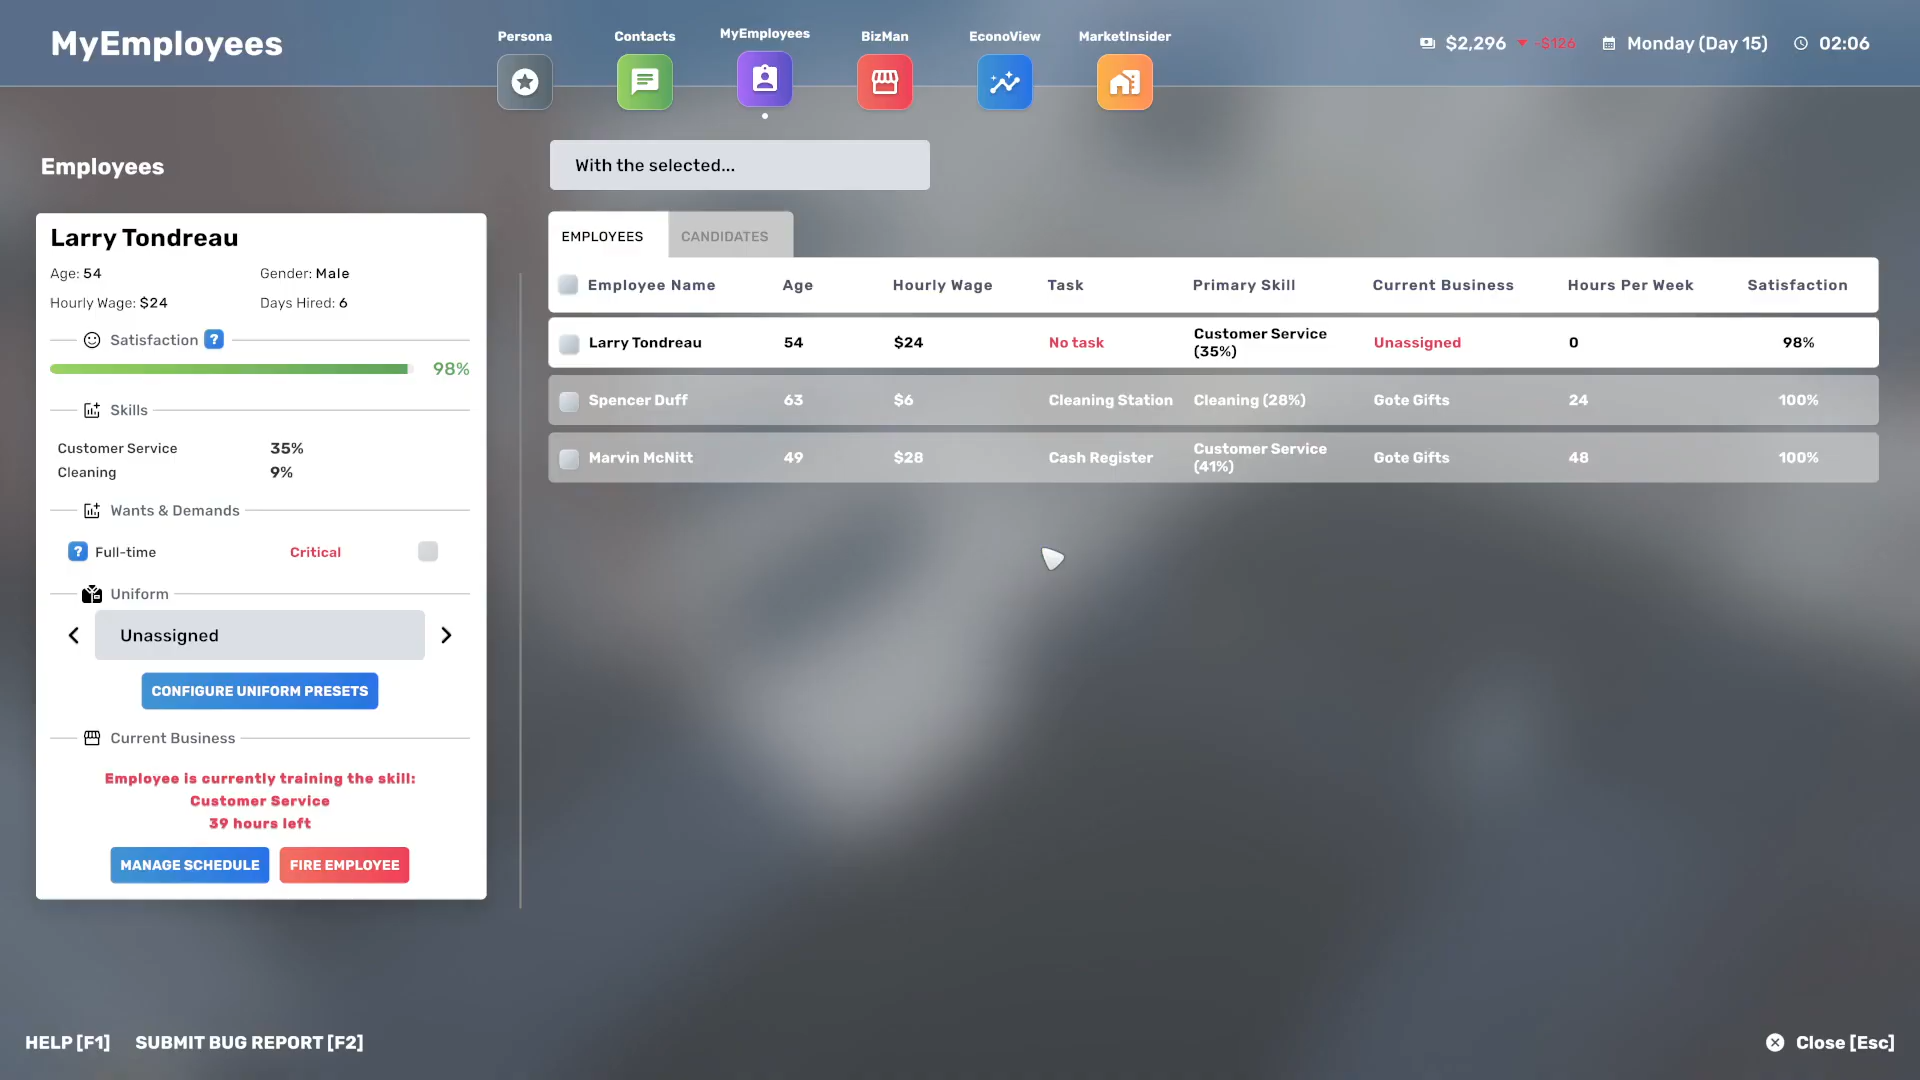 MyEmployees
Persona
Contacts
MyEmployees
BizMan
EconoView
MarketInsider
$2,296 -$126 Monday (Day 15) 02:06
Employees
With the selected...
Larry Tondreau
Age: 54 Gender: Male
Hourly Wage: $24 Days Hired: 6
Satisfaction ?
98%
Skills
Customer Service 35%
Cleaning 9%
Wants & Demands
? Full-time Critical
Uniform
Unassigned
CONFIGURE UNIFORM PRESETS
Current Business
Employee is currently training the skill:
Customer Service
39 hours left
MANAGE SCHEDULE FIRE EMPLOYEE
EMPLOYEES CANDIDATES
Employee Name Age Hourly Wage Task Primary Skill Current Business Hours Per Week Satisfaction
Larry Tondreau 54 $24 No task Customer Service (35%) Unassigned 0 98%
Spencer Duff 63 $6 Cleaning Station Cleaning (28%) Gote Gifts 24 100%
Marvin McNitt 49 $28 Cash Register Customer Service (41%) Gote Gifts 48 100%
HELP [F1] SUBMIT BUG REPORT [F2]
Close [Esc]